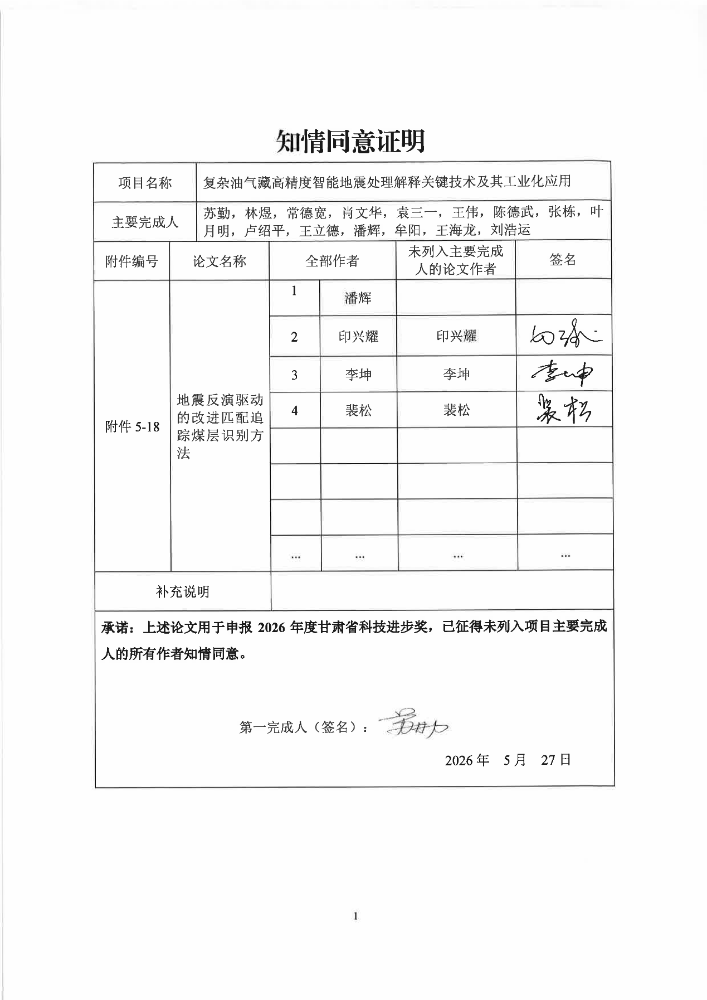 知情同意证明
项目名称
复杂油气藏高精度智能地震处理解释关键技术及其工业化应用
主要完成人
苏勤，林煜，常德宽，肖文华，袁三一，王伟，陈德武，张栋，叶
月明，卢绍平，王立德，潘辉，牟阳，王海龙，刘浩运
附件编号
论文名称
全部作者
未列入主要完成
人的论文作者
签名
附件 5-18
地震反演驱动
的改进匹配追
踪煤层识别方
法
1
潘辉
2
印兴耀
印兴耀
3
李坤
李坤
李坤
4
裴松
裴松
裴松
...
...
...
...
补充说明
承诺：上述论文用于申报 2026 年度甘肃省科技进步奖，已征得未列入项目主要完成
人的所有作者知情同意。
第一完成人（签名）：
2026 年 5 月 27 日
1